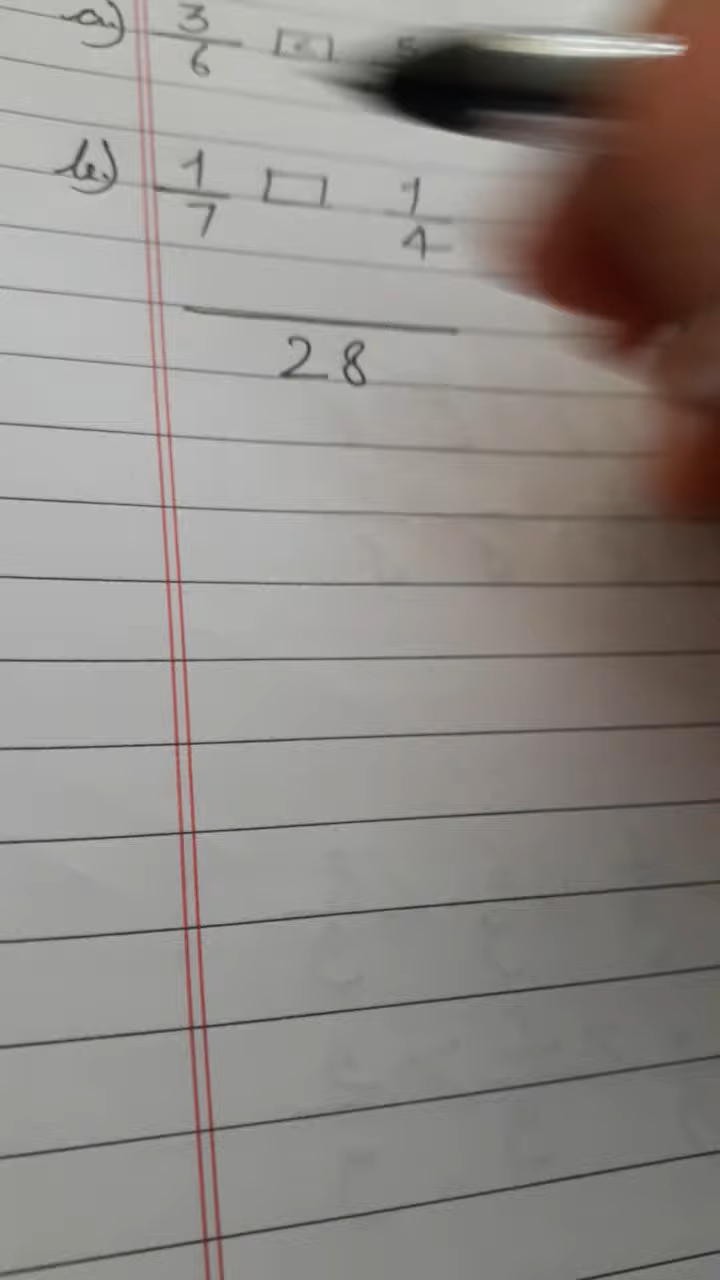 a) 3/6 [<]
b) 1/7 □ 1/4
28